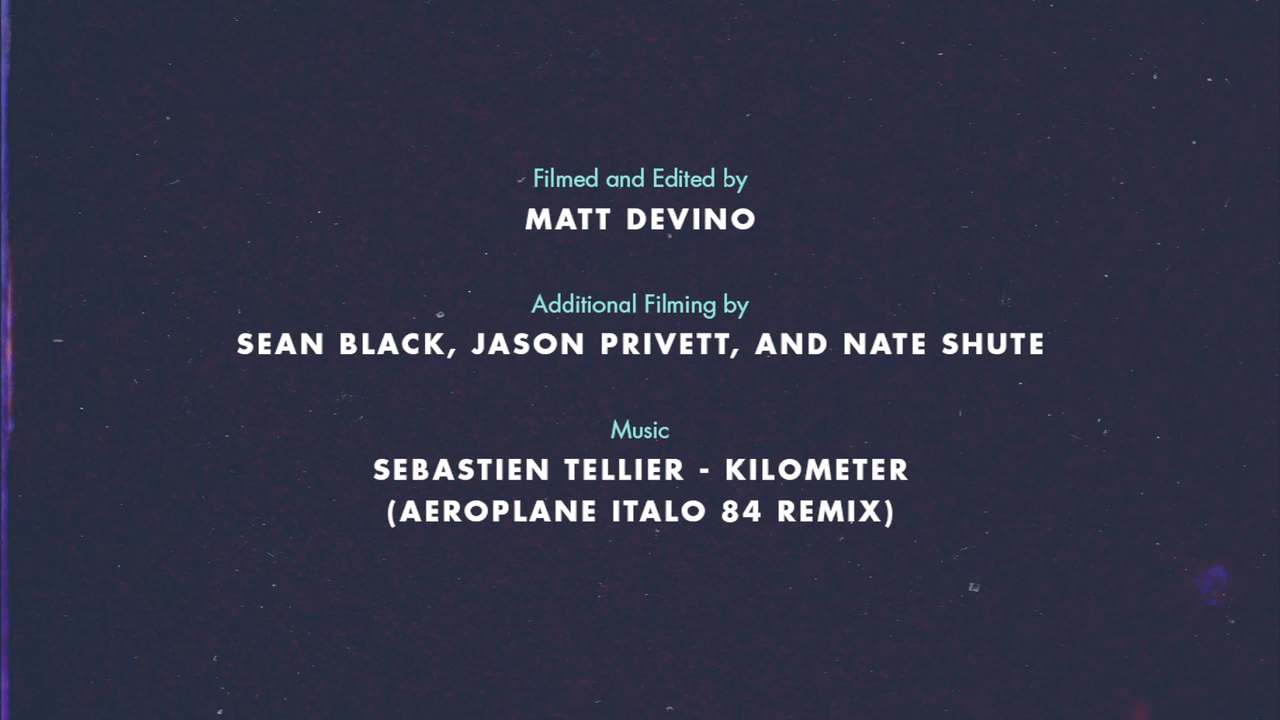 Filmed and Edited by
MATT DEVINO
Additional Filming by
SEAN BLACK, JASON PRIVETT, AND NATE SHUTE
Music
SEBASTIEN TELLIER - KILOMETER
(AEROPLANE ITALO 84 REMIX)